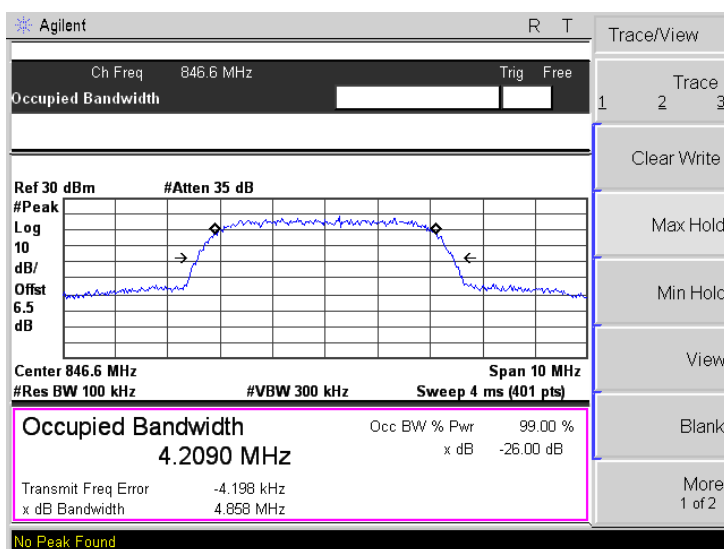 Agilent R T
Trace/View
Ch Freq 846.6 MHz Trig Free
Occupied Bandwidth
Trace
1 2 3
Clear Write
Max Hold
Min Hold
View
Blank
More
1 of 2
Ref 30 dBm #Atten 35 dB
#Peak
Log
10
dB/
Offst
6.5
dB
Center 846.6 MHz Span 10 MHz
#Res BW 100 kHz #VBW 300 kHz Sweep 4 ms (401 pts)
Occupied Bandwidth
4.2090 MHz
Occ BW % Pwr 99.00 %
x dB -26.00 dB
Transmit Freq Error -4.198 kHz
x dB Bandwidth 4.858 MHz
No Peak Found